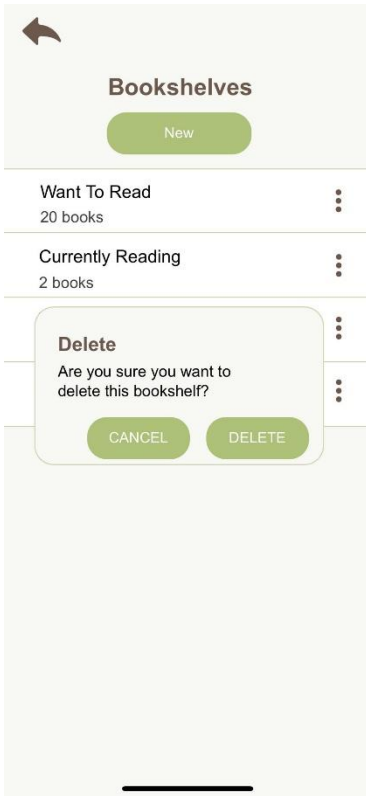 Bookshelves
New
Want To Read
20 books
Currently Reading
2 books
Delete
Are you sure you want to
delete this bookshelf?
CANCEL
DELETE